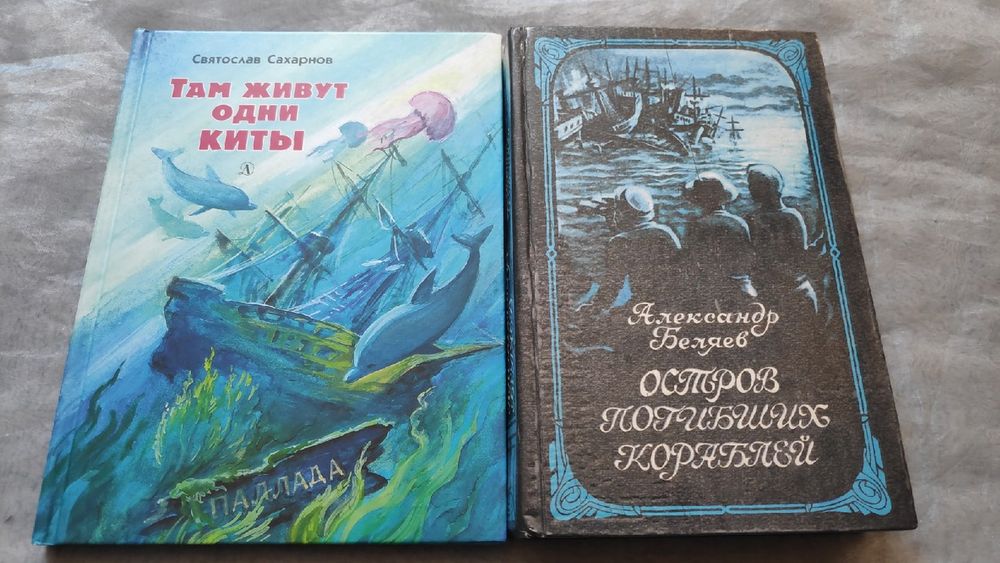 Святослав Сахарнов
Там живут
одни
киты
ПАЛЛАДА
Александр
Беляев
ОСТРОВ
ПОГИБШИХ
КОРАБЛЕЙ